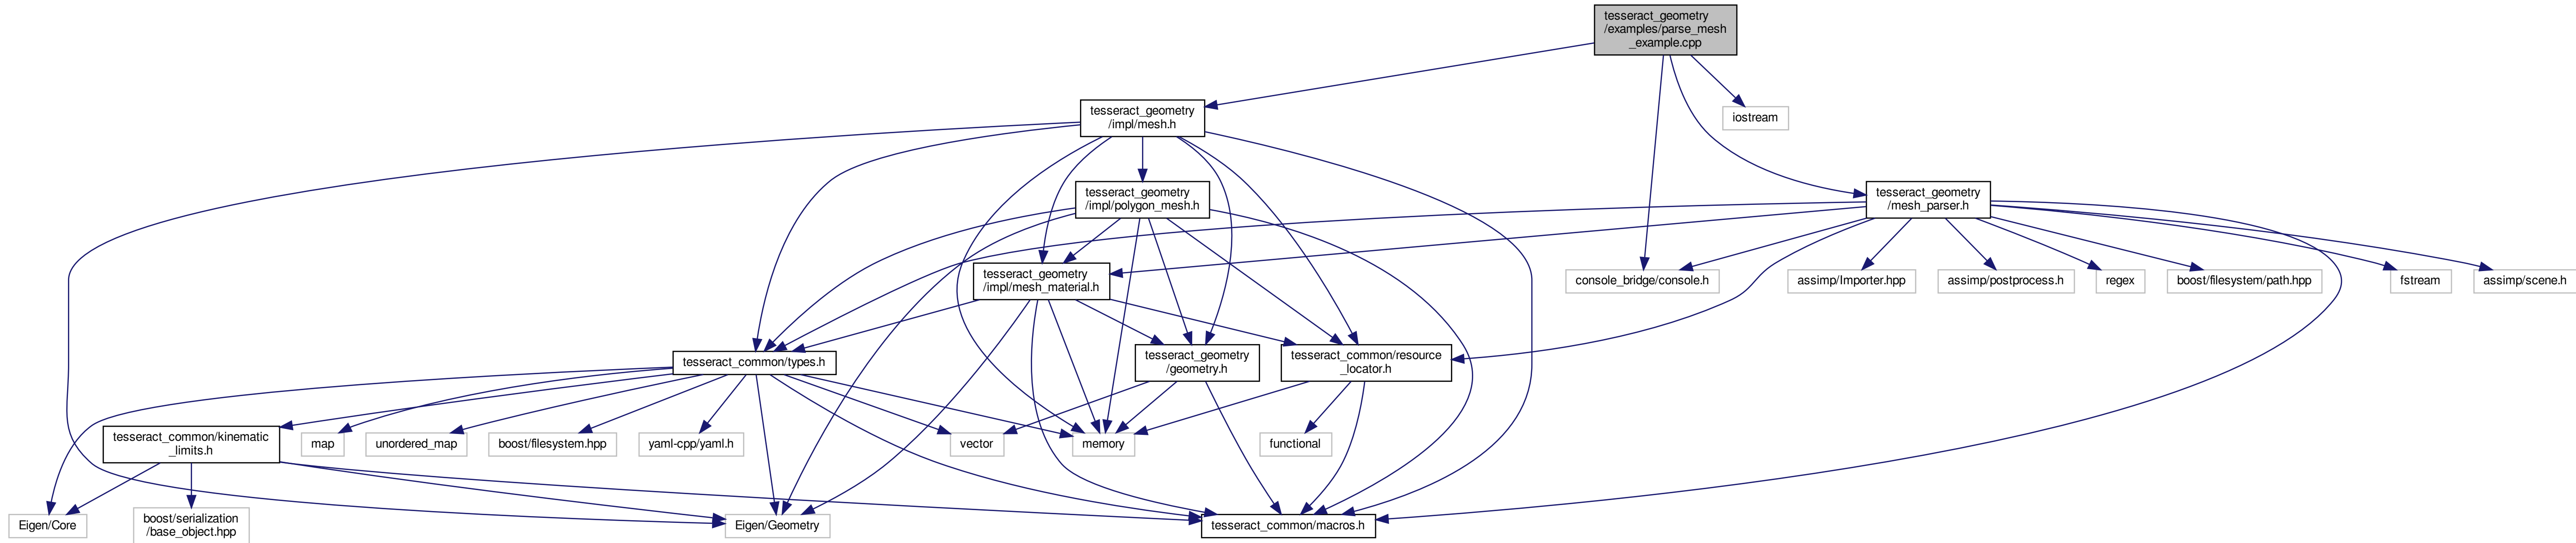 tesseract_geometry
/examples/parse_mesh
_example.cpp
tesseract_geometry
/impl/mesh.h
iostream
tesseract_geometry
/impl/polygon_mesh.h
tesseract_geometry
/mesh_parser.h
tesseract_geometry
/impl/mesh_material.h
console_bridge/console.h
assimp/Importer.hpp
assimp/postprocess.h
regex
boost/filesystem/path.hpp
fstream
assimp/scene.h
tesseract_common/types.h
tesseract_geometry
/geometry.h
tesseract_common/resource
_locator.h
tesseract_common/kinematic
_limits.h
map
unordered_map
boost/filesystem.hpp
yaml-cpp/yaml.h
vector
memory
functional
Eigen/Core
boost/serialization
/base_object.hpp
Eigen/Geometry
tesseract_common/macros.h